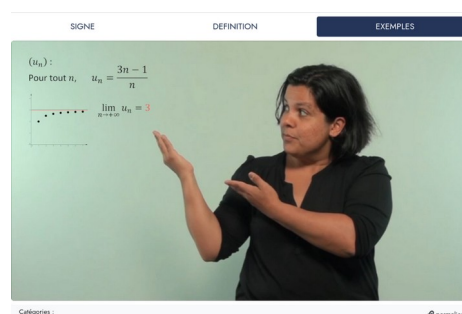 SIGNE
DEFINITION
EXEMPLES
(uₙ) :
Pour tout n, uₙ = (3n − 1)/n
lim n→+∞ uₙ = 3
Catégories :